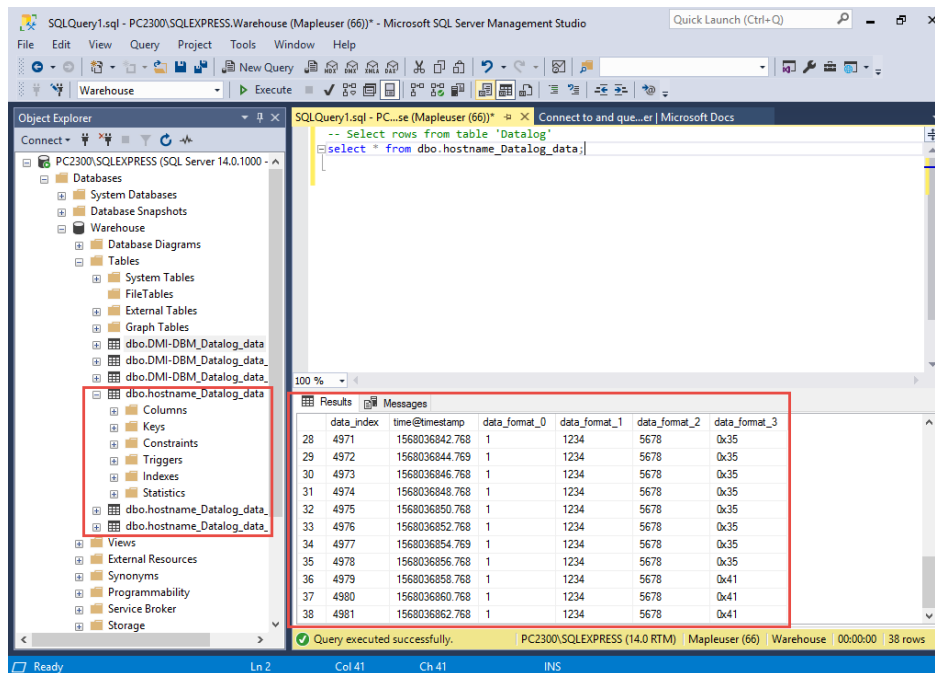 SQLQuery1.sql - PC2300\SQLEXPRESS.Warehouse (Mapleuser (66))* - Microsoft SQL Server Management Studio
Quick Launch (Ctrl+Q)
File Edit View Query Project Tools Window Help
New Query MDX DMX XMLA DAX
Warehouse Execute
Object Explorer
Connect
PC2300\SQLEXPRESS (SQL Server 14.0.1000 -
Databases
System Databases
Database Snapshots
Warehouse
Database Diagrams
Tables
System Tables
FileTables
External Tables
Graph Tables
dbo.DMI-DBM_Datalog_data
dbo.DMI-DBM_Datalog_data_
dbo.DMI-DBM_Datalog_data_
dbo.hostname_Datalog_data
Columns
Keys
Constraints
Triggers
Indexes
Statistics
dbo.hostname_Datalog_data_
dbo.hostname_Datalog_data_
Views
External Resources
Synonyms
Programmability
Service Broker
Storage
SQLQuery1.sql - PC...se (Mapleuser (66))* Connect to and que...er | Microsoft Docs
-- Select rows from table 'Datalog'
select * from dbo.hostname_Datalog_data;
100 %
Results Messages
data_index time@timestamp data_format_0 data_format_1 data_format_2 data_format_3
28 4971 1568036842.768 1 1234 5678 0x35
29 4972 1568036844.769 1 1234 5678 0x35
30 4973 1568036846.768 1 1234 5678 0x35
31 4974 1568036848.768 1 1234 5678 0x35
32 4975 1568036850.768 1 1234 5678 0x35
33 4976 1568036852.768 1 1234 5678 0x35
34 4977 1568036854.769 1 1234 5678 0x35
35 4978 1568036856.768 1 1234 5678 0x35
36 4979 1568036858.768 1 1234 5678 0x41
37 4980 1568036860.768 1 1234 5678 0x41
38 4981 1568036862.768 1 1234 5678 0x41
Query executed successfully. PC2300\SQLEXPRESS (14.0 RTM) Mapleuser (66) Warehouse 00:00:00 38 rows
Ready Ln 2 Col 41 Ch 41 INS